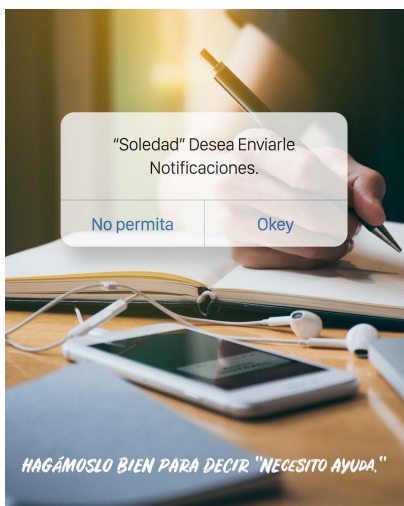 “Soledad” Desea Enviarle
Notificaciones.
No permita
Okey
HAGÁMOSLO BIEN PARA DECIR "NECESITO AYUDA."